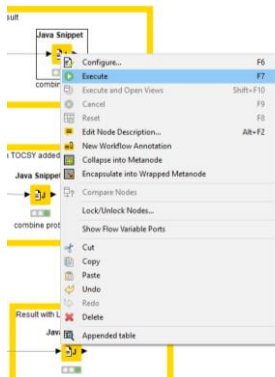 sult
Java Snippet
combin
Configure... F6
Execute F7
Execute and Open Views Shift+F10
Cancel F9
Reset F8
Edit Node Description... Alt+F2
New Workflow Annotation
Collapse into Metanode
Encapsulate into Wrapped Metanode
Compare Nodes
Lock/Unlock Nodes...
Show Flow Variable Ports
Cut
Copy
Paste
Undo
Redo
Delete
Appended table
TOCSY added
Java Snippet
combine prot
Result with L
Java